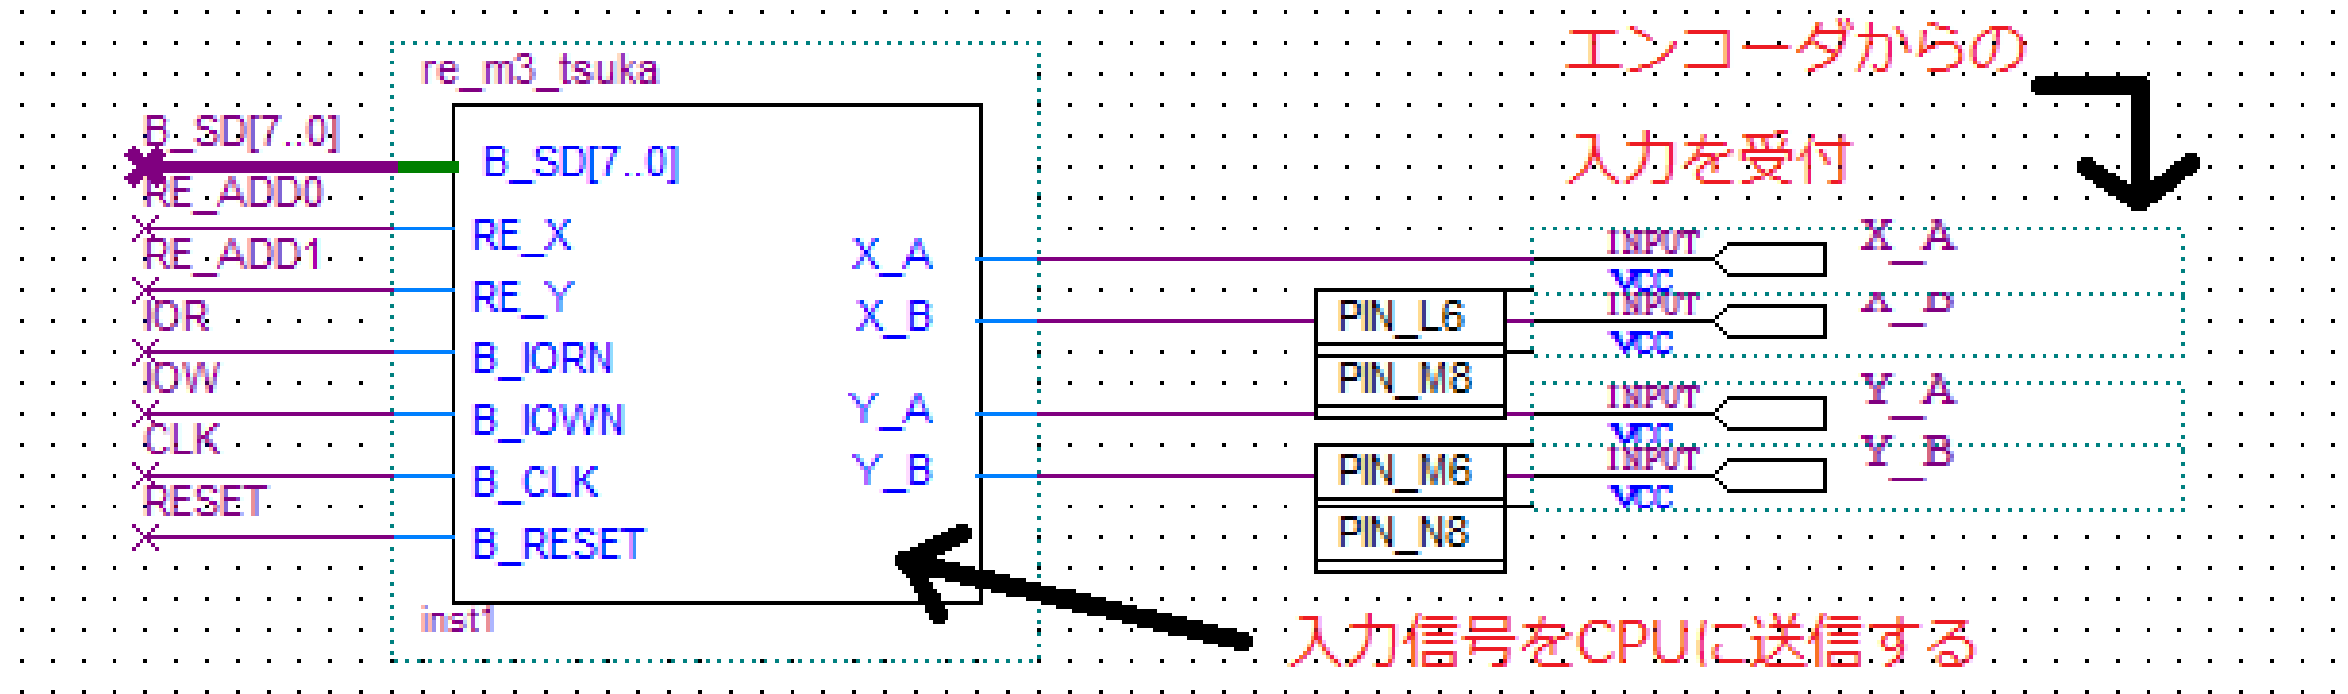 エンコーダからの
入力を受付
re_m3_tsuka
B_SD[7..0]
B_SD[7..0]
RE_ADD0
RE_X
RE_ADD1
RE_Y
IOR
B_IORN
IOW
B_IOWN
CLK
B_CLK
RESET
B_RESET
inst1
X_A
X_B
Y_A
Y_B
INPUT
VCC
X_A
PIN_L6
INPUT
VCC
PIN_M8
INPUT
VCC
Y_A
PIN_M6
INPUT
VCC
Y_B
PIN_N8
入力信号をCPUに送信する